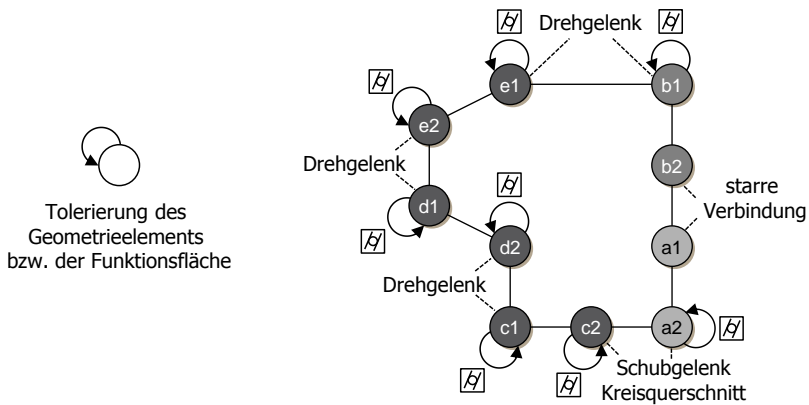 Drehgelenk
e1
b1
e2
Drehgelenk
b2
starre
Verbindung
d1
Tolerierung des
Geometrieelements
bzw. der Funktionsfläche
d2
a1
Drehgelenk
c1
c2
a2
Schubgelenk
Kreisquerschnitt